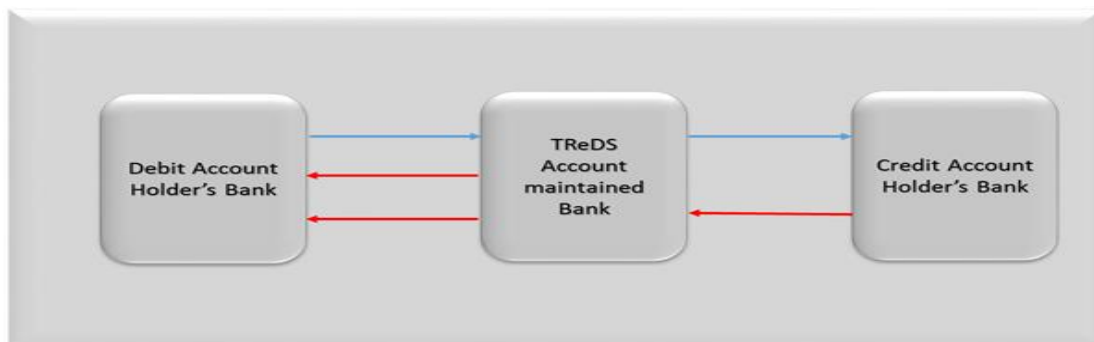 Debit Account
Holder's Bank
TReDS
Account
maintained
Bank
Credit Account
Holder's Bank